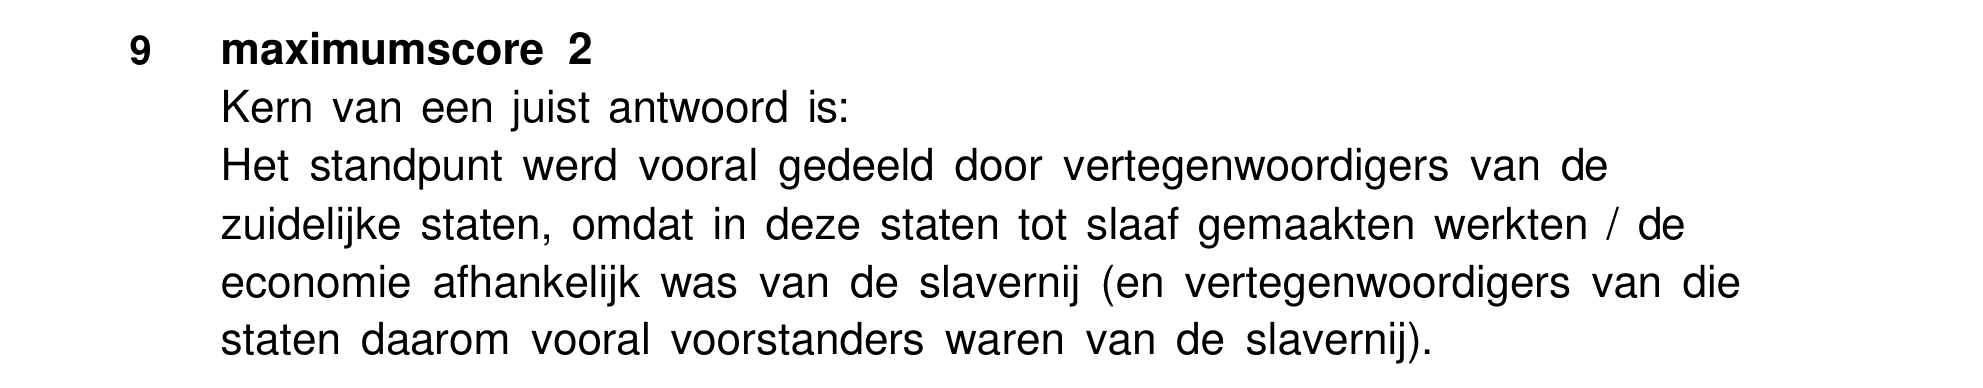 9 maximumscore 2
Kern van een juist antwoord is:
Het standpunt werd vooral gedeeld door vertegenwoordigers van de
zuidelijke staten, omdat in deze staten tot slaaf gemaakten werkten / de
economie afhankelijk was van de slavernij (en vertegenwoordigers van die
staten daarom vooral voorstanders waren van de slavernij).